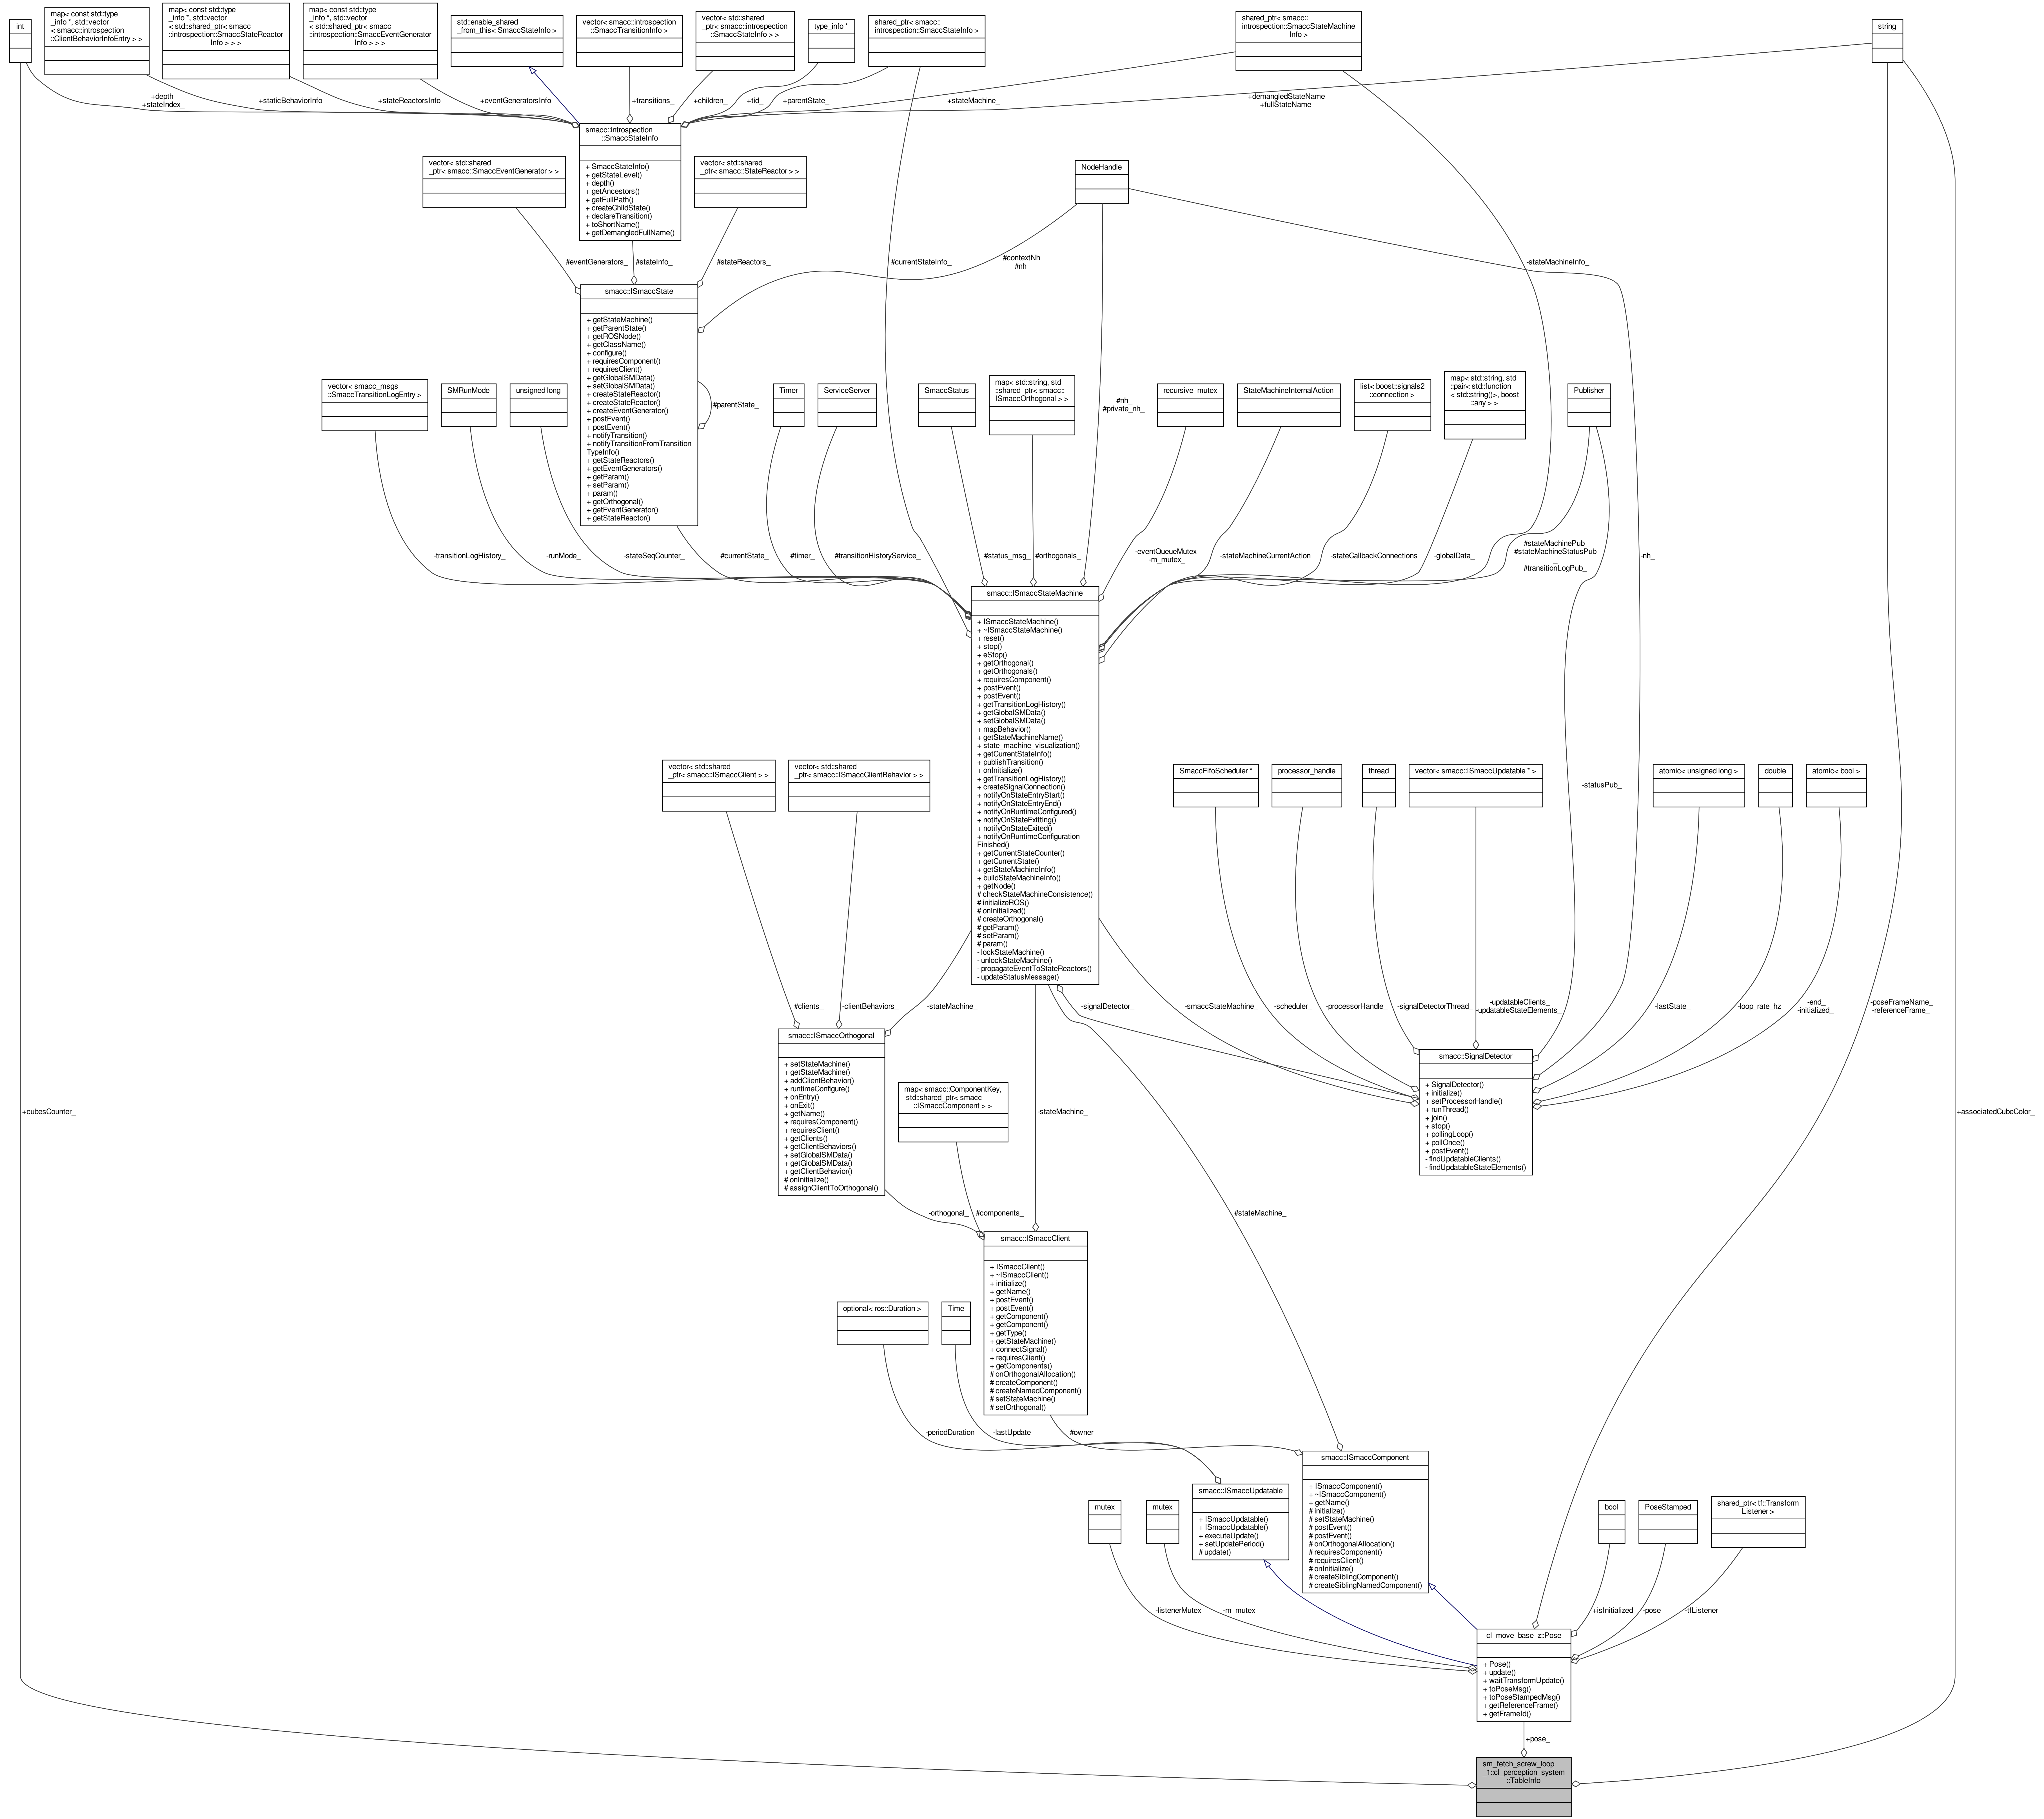 int
map< const std::type
_info *, std::vector
< smacc::introspection
::ClientBehaviorInfoEntry > >
map< const std::type
_info *, std::vector
< std::shared_ptr< smacc
::introspection::SmaccStateReactor
Info > > >
map< const std::type
_info *, std::vector
< std::shared_ptr< smacc
::introspection::SmaccEventGenerator
Info > > >
std::enable_shared
_from_this< SmaccStateInfo >
vector< smacc::introspection
::SmaccTransitionInfo >
vector< std::shared
_ptr< smacc::introspection
::SmaccStateInfo > >
type_info *
shared_ptr< smacc::
introspection::SmaccStateInfo >
shared_ptr< smacc::
introspection::SmaccStateMachine
Info >
string
+depth_
+stateIndex_
+staticBehaviorInfo
+stateReactorsInfo
+eventGeneratorsInfo
+transitions_
+children_
+tid_
+parentState_
+stateMachine_
+demangledStateName
+fullStateName
smacc::introspection
::SmaccStateInfo
+ SmaccStateInfo()
+ getStateLevel()
+ depth()
+ getAncestors()
+ getFullPath()
+ createChildState()
+ declareTransition()
+ toShortName()
+ getDemangledFullName()
vector< std::shared
_ptr< smacc::SmaccEventGenerator > >
vector< std::shared
_ptr< smacc::StateReactor > >
NodeHandle
#eventGenerators_
#stateInfo_
#stateReactors_
#currentStateInfo_
#contextNh
#nh
-stateMachineInfo_
smacc::ISmaccState
+ getStateMachine()
+ getParentState()
+ getROSNode()
+ getClassName()
+ configure()
+ requiresComponent()
+ requiresClient()
+ getGlobalSMData()
+ setGlobalSMData()
+ createStateReactor()
+ createStateReactor()
+ createEventGenerator()
+ postEvent()
+ postEvent()
+ notifyTransition()
+ notifyTransitionFromTransition
TypeInfo()
+ getStateReactors()
+ getEventGenerators()
+ getParam()
+ setParam()
+ param()
+ getOrthogonal()
+ getEventGenerator()
+ getStateReactor()
#parentState_
vector< smacc_msgs
::SmaccTransitionLogEntry >
SMRunMode
unsigned long
Timer
ServiceServer
SmaccStatus
map< std::string, std
::shared_ptr< smacc::
ISmaccOrthogonal > >
#nh_
#private_nh_
recursive_mutex
StateMachineInternalAction
list< boost::signals2
::connection >
map< std::string, std
::pair< std::function
< std::string()>, boost
::any > >
Publisher
-transitionLogHistory_
-runMode_
-stateSeqCounter_
#currentState_
#timer_
#transitionHistoryService_
#status_msg_
#orthogonals_
-eventQueueMutex_
-m_mutex_
-stateMachineCurrentAction
-stateCallbackConnections
-globalData_
#stateMachinePub_
#stateMachineStatusPub
_
#transitionLogPub_
-nh_
smacc::ISmaccStateMachine
+ ISmaccStateMachine()
+ ~ISmaccStateMachine()
+ reset()
+ stop()
+ eStop()
+ getOrthogonal()
+ getOrthogonals()
+ requiresComponent()
+ postEvent()
+ postEvent()
+ getTransitionLogHistory()
+ getGlobalSMData()
+ setGlobalSMData()
+ mapBehavior()
+ getStateMachineName()
+ state_machine_visualization()
+ getCurrentStateInfo()
+ publishTransition()
+ onInitialize()
+ getTransitionLogHistory()
+ createSignalConnection()
+ notifyOnStateEntryStart()
+ notifyOnStateEntryEnd()
+ notifyOnRuntimeConfigured()
+ notifyOnStateExitting()
+ notifyOnStateExited()
+ notifyOnRuntimeConfiguration
Finished()
+ getCurrentStateCounter()
+ getCurrentState()
+ getStateMachineInfo()
+ buildStateMachineInfo()
+ getNode()
# checkStateMachineConsistence()
# initializeROS()
# onInitialized()
# createOrthogonal()
# getParam()
# setParam()
# param()
- lockStateMachine()
- unlockStateMachine()
- propagateEventToStateReactors()
- updateStatusMessage()
vector< std::shared
_ptr< smacc::ISmaccClient > >
vector< std::shared
_ptr< smacc::ISmaccClientBehavior > >
SmaccFifoScheduler *
processor_handle
thread
vector< smacc::ISmaccUpdatable * >
-statusPub_
atomic< unsigned long >
double
atomic< bool >
#clients_
-clientBehaviors_
-stateMachine_
-signalDetector_
-smaccStateMachine_
-scheduler_
-processorHandle_
-signalDetectorThread_
-updatableClients_
-updatableStateElements_
-lastState_
-loop_rate_hz
-end_
-initialized_
-poseFrameName_
-referenceFrame_
smacc::ISmaccOrthogonal
+ setStateMachine()
+ getStateMachine()
+ addClientBehavior()
+ runtimeConfigure()
+ onEntry()
+ onExit()
+ getName()
+ requiresComponent()
+ requiresClient()
+ getClients()
+ getClientBehaviors()
+ setGlobalSMData()
+ getGlobalSMData()
+ getClientBehavior()
# onInitialize()
# assignClientToOrthogonal()
smacc::SignalDetector
+ SignalDetector()
+ initialize()
+ setProcessorHandle()
+ runThread()
+ join()
+ stop()
+ pollingLoop()
+ pollOnce()
+ postEvent()
- findUpdatableClients()
- findUpdatableStateElements()
map< smacc::ComponentKey,
std::shared_ptr< smacc
::ISmaccComponent > >
+cubesCounter_
-stateMachine_
+associatedCubeColor_
-orthogonal_
#components_
#stateMachine_
smacc::ISmaccClient
+ ISmaccClient()
+ ~ISmaccClient()
+ initialize()
+ getName()
+ postEvent()
+ postEvent()
+ getComponent()
+ getComponent()
+ getType()
+ getStateMachine()
+ connectSignal()
+ requiresClient()
+ getComponents()
# onOrthogonalAllocation()
# createComponent()
# createNamedComponent()
# setStateMachine()
# setOrthogonal()
optional< ros::Duration >
Time
-periodDuration_
-lastUpdate_
#owner_
smacc::ISmaccComponent
+ ISmaccComponent()
+ ~ISmaccComponent()
+ getName()
# initialize()
# setStateMachine()
# postEvent()
# postEvent()
# onOrthogonalAllocation()
# requiresComponent()
# requiresClient()
# onInitialize()
# createSiblingComponent()
# createSiblingNamedComponent()
smacc::ISmaccUpdatable
+ ISmaccUpdatable()
+ ISmaccUpdatable()
+ executeUpdate()
+ setUpdatePeriod()
# update()
mutex
mutex
bool
PoseStamped
shared_ptr< tf::Transform
Listener >
-listenerMutex_
-m_mutex_
+isInitialized
-pose_
-tfListener_
cl_move_base_z::Pose
+ Pose()
+ update()
+ waitTransformUpdate()
+ toPoseMsg()
+ toPoseStampedMsg()
+ getReferenceFrame()
+ getFrameId()
+pose_
sm_fetch_screw_loop
_1::cl_perception_system
::TableInfo